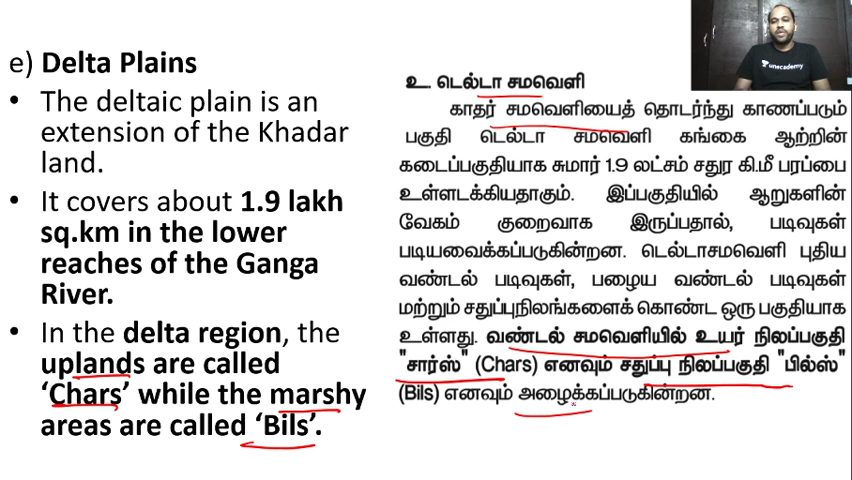 e) Delta Plains
• The deltaic plain is an
extension of the Khadar
land.
• It covers about 1.9 lakh
sq.km in the lower
reaches of the Ganga
River.
• In the delta region, the
uplands are called
‘Chars’ while the marshy
areas are called ‘Bils’.
உ. டெல்டா சமவெளி
காதர் சமவெளியைத் தொடர்ந்து காணப்படும்
பகுதி டெல்டா சமவெளி கங்கை ஆற்றின்
கடைப்பகுதியாக சுமார் 1.9 லட்சம் சதுர கி.மீ பரப்பை
உள்ளடக்கியதாகும். இப்பகுதியில் ஆறுகளின்
வேகம் குறைவாக இருப்பதால், படிவுகள்
படியவைக்கப்படுகின்றன. டெல்டாசமவெளி புதிய
வண்டல் படிவுகள், பழைய வண்டல் படிவுகள்
மற்றும் சதுப்புநிலங்களைக் கொண்ட ஒரு பகுதியாக
உள்ளது. வண்டல் சமவெளியில் உயர் நிலப்பகுதி
"சார்ஸ்" (Chars) எனவும் சதுப்பு நிலப்பகுதி "பில்ஸ்"
(Bils) எனவும் அழைக்கப்படுகின்றன.
unacademy